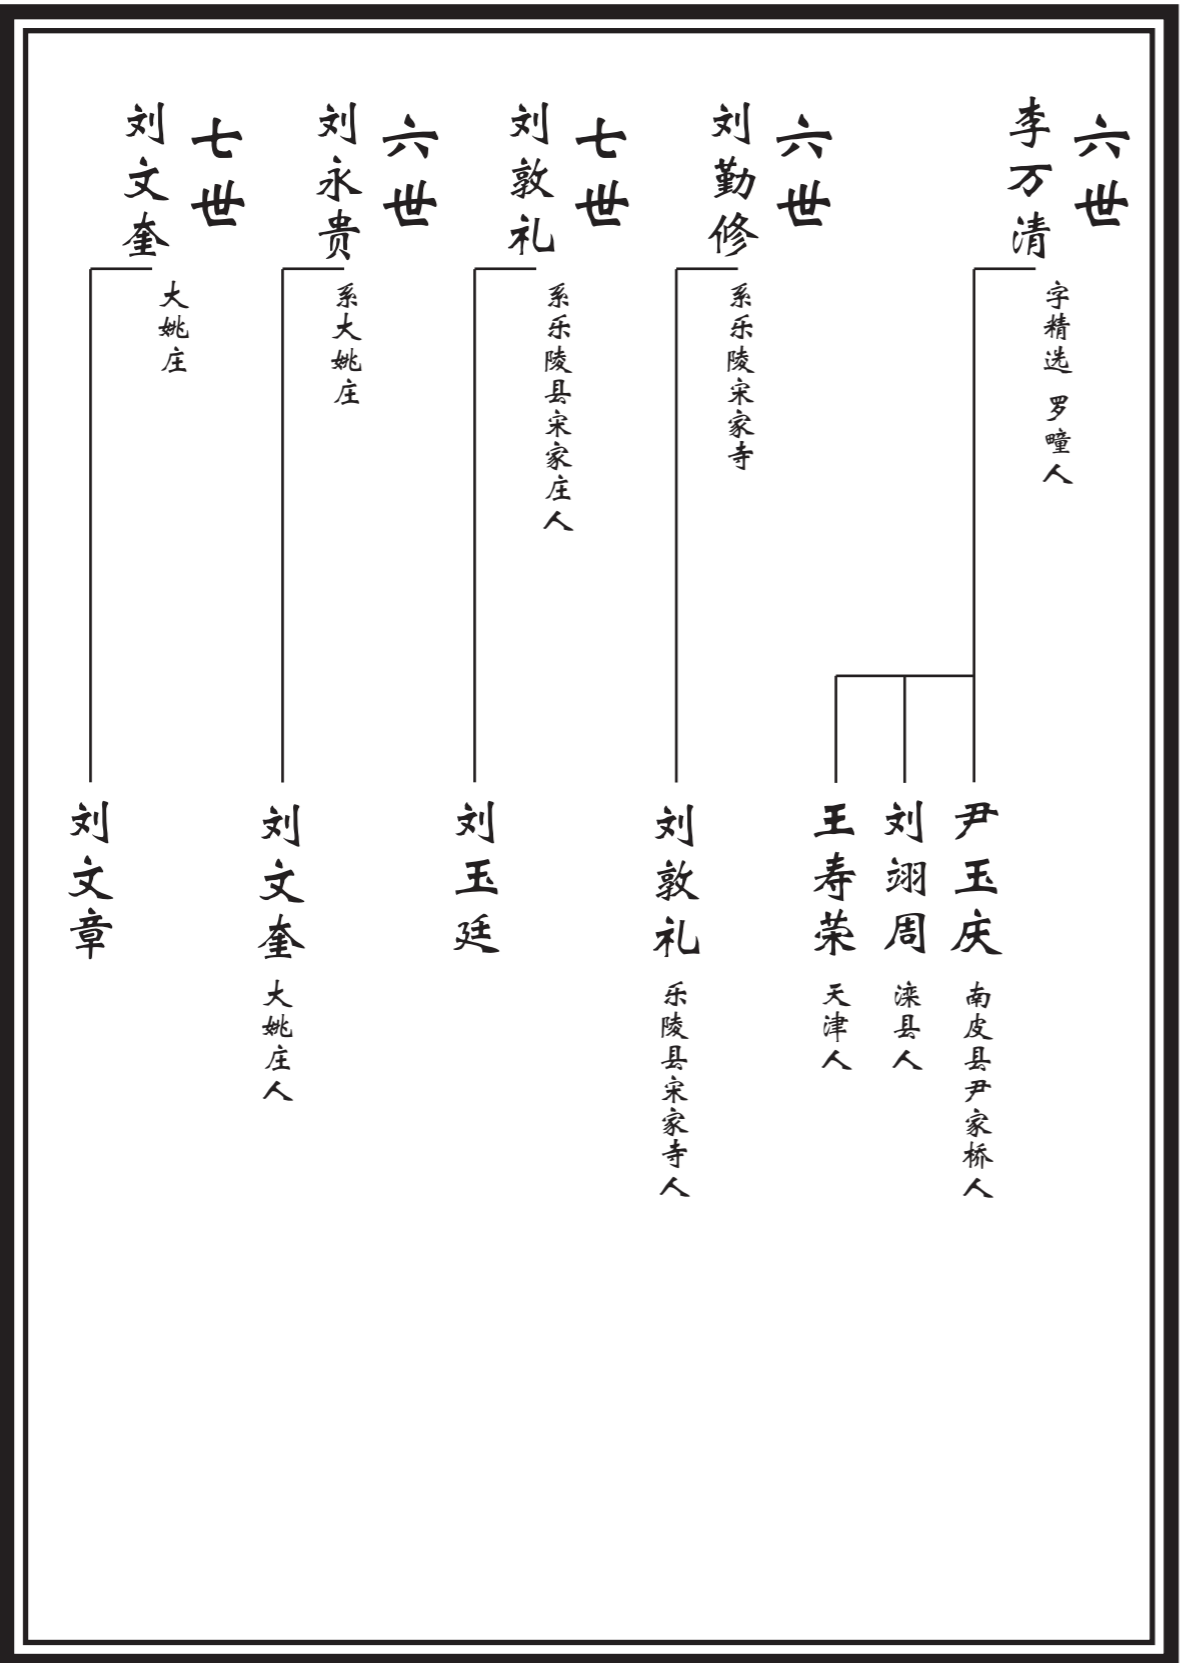 六世
李万清
字精选 罗疃人
尹玉庆
南皮县尹家桥人
刘翊周
滦县人
王寿荣
天津人
六世
刘勤修
系乐陵宋家寺
刘敦礼
乐陵县宋家寺人
七世
刘敦礼
系乐陵县宋家庄人
刘玉廷
六世
刘永贵
系大姚庄
刘文奎
大姚庄人
七世
刘文奎
大姚庄
刘文章